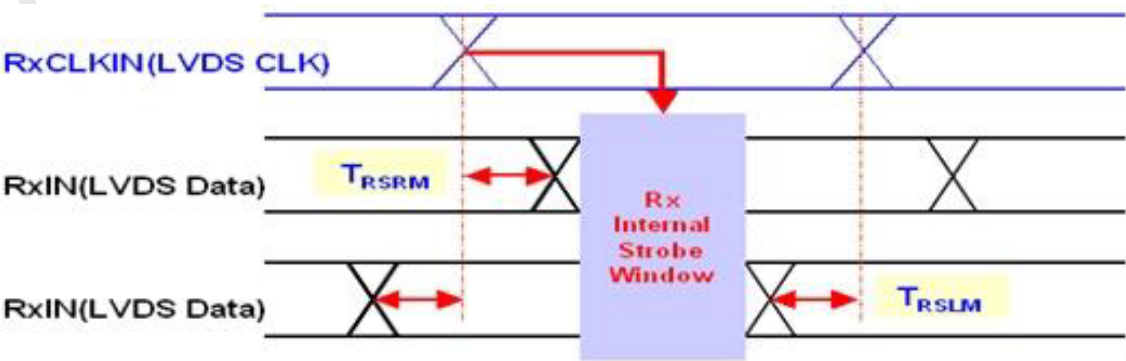 RxCLKIN(LVDS CLK)
RxIN(LVDS Data)
TRSRM
Rx
Internal
Strobe
Window
RxIN(LVDS Data)
TRSLM